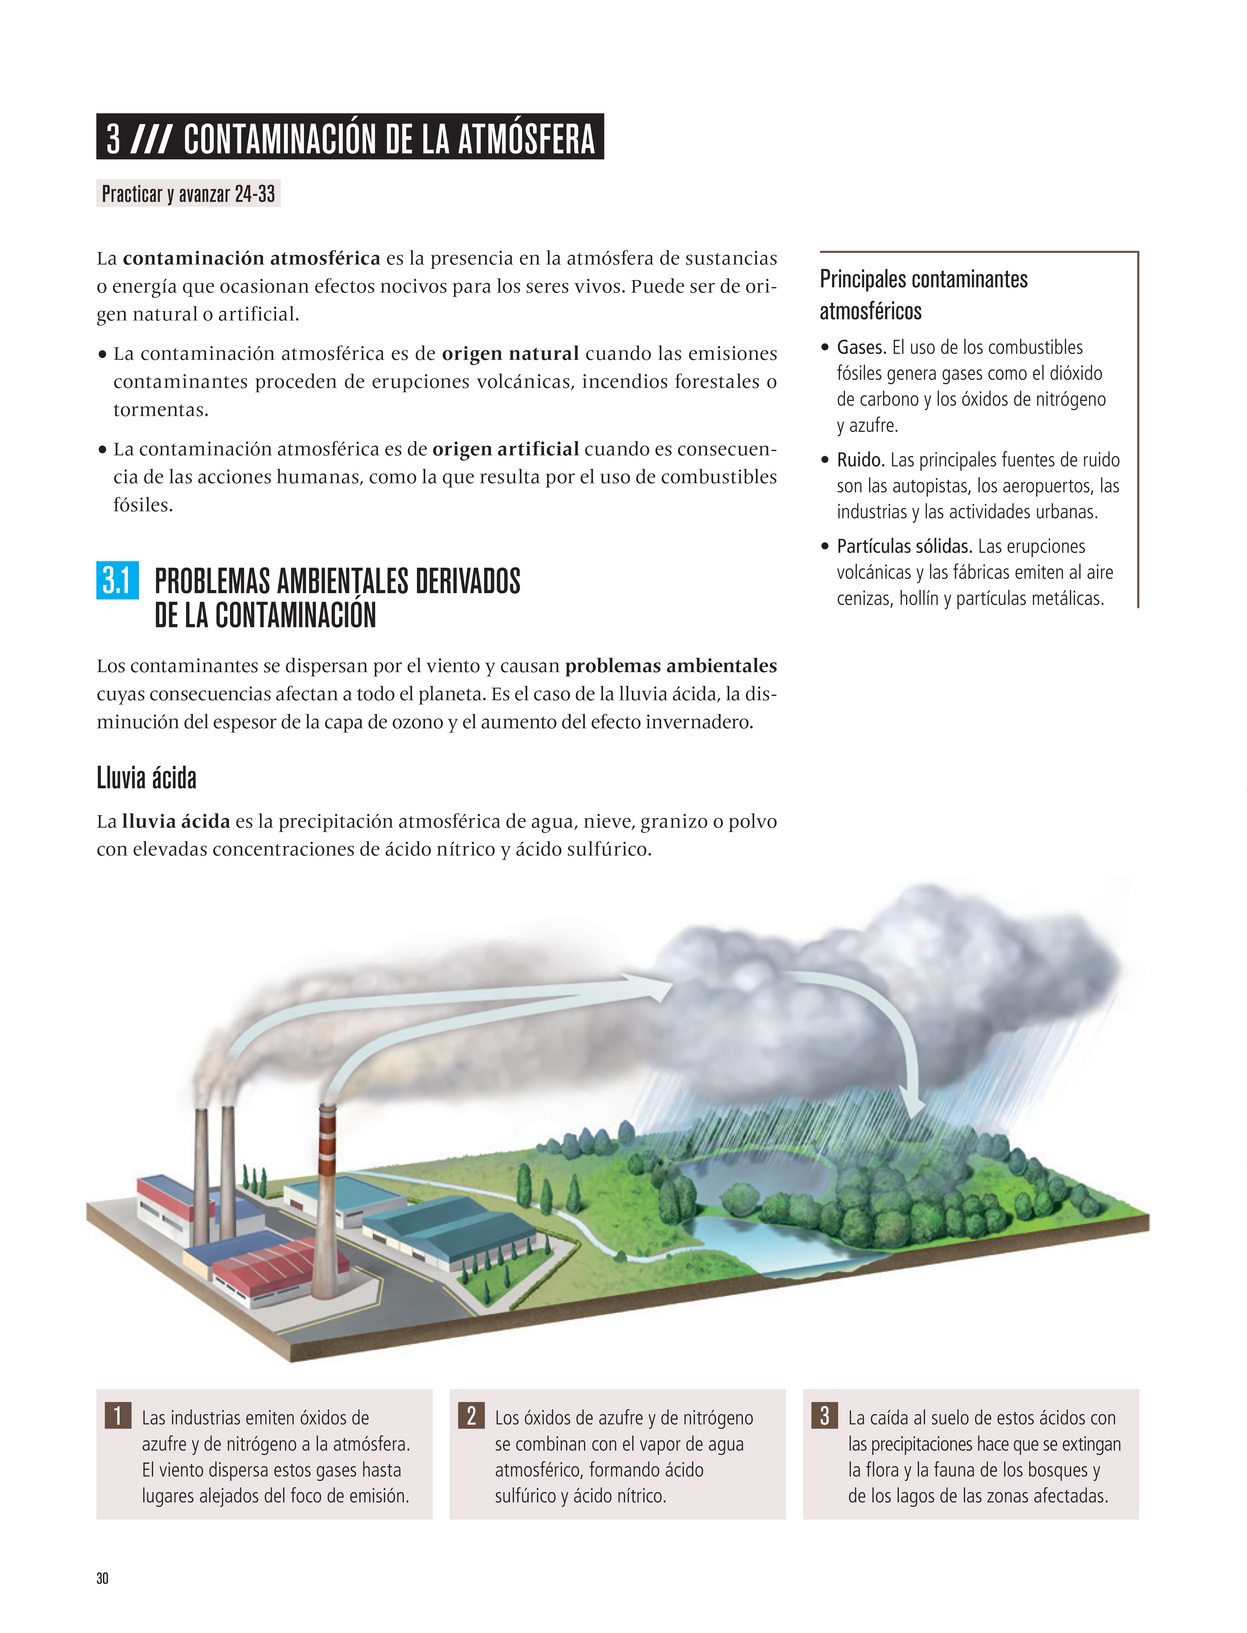 3 /// CONTAMINACIÓN DE LA ATMÓSFERA
Practicar y avanzar 24-33
La contaminación atmosférica es la presencia en la atmósfera de sustancias
o energía que ocasionan efectos nocivos para los seres vivos. Puede ser de ori-
gen natural o artificial.
• La contaminación atmosférica es de origen natural cuando las emisiones
contaminantes proceden de erupciones volcánicas, incendios forestales o
tormentas.
• La contaminación atmosférica es de origen artificial cuando es consecuen-
cia de las acciones humanas, como la que resulta por el uso de combustibles
fósiles.
Principales contaminantes
atmosféricos
• Gases. El uso de los combustibles
fósiles genera gases como el dióxido
de carbono y los óxidos de nitrógeno
y azufre.
• Ruido. Las principales fuentes de ruido
son las autopistas, los aeropuertos, las
industrias y las actividades urbanas.
• Partículas sólidas. Las erupciones
volcánicas y las fábricas emiten al aire
cenizas, hollín y partículas metálicas.
3.1 PROBLEMAS AMBIENTALES DERIVADOS
DE LA CONTAMINACIÓN
Los contaminantes se dispersan por el viento y causan problemas ambientales
cuyas consecuencias afectan a todo el planeta. Es el caso de la lluvia ácida, la dis-
minución del espesor de la capa de ozono y el aumento del efecto invernadero.
Lluvia ácida
La lluvia ácida es la precipitación atmosférica de agua, nieve, granizo o polvo
con elevadas concentraciones de ácido nítrico y ácido sulfúrico.
1 Las industrias emiten óxidos de
azufre y de nitrógeno a la atmósfera.
El viento dispersa estos gases hasta
lugares alejados del foco de emisión.
2 Los óxidos de azufre y de nitrógeno
se combinan con el vapor de agua
atmosférico, formando ácido
sulfúrico y ácido nítrico.
3 La caída al suelo de estos ácidos con
las precipitaciones hace que se extingan
la flora y la fauna de los bosques y
de los lagos de las zonas afectadas.
30